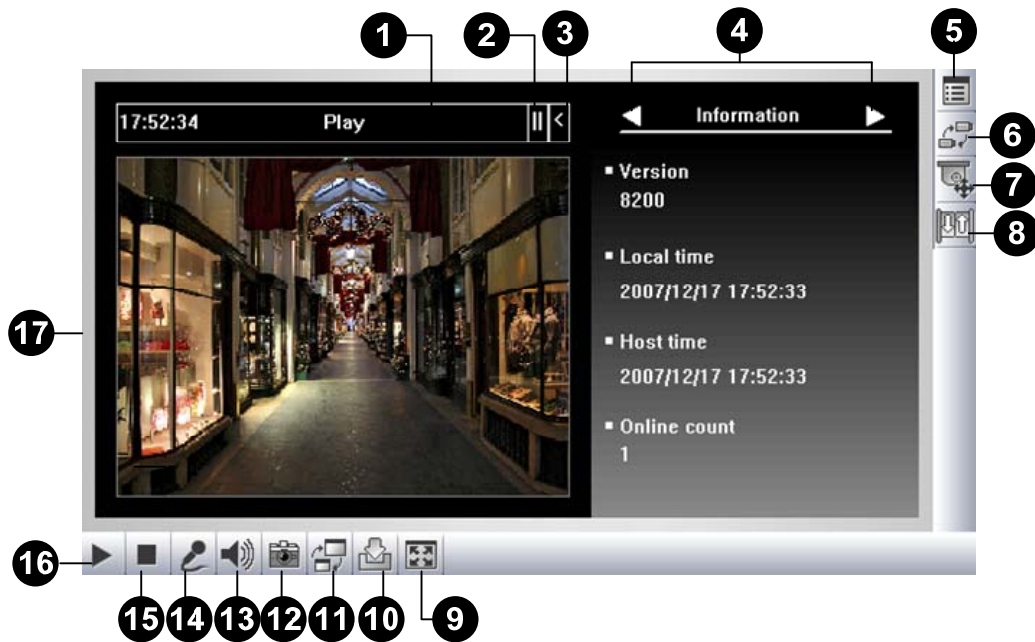 1 2 3 4 5
17:52:34 Play II <
Information
6
7
8
Version
8200
Local time
2007/12/17 17:52:33
Host time
2007/12/17 17:52:33
Online count
1
17
16
15 14 13 12 11 10 9